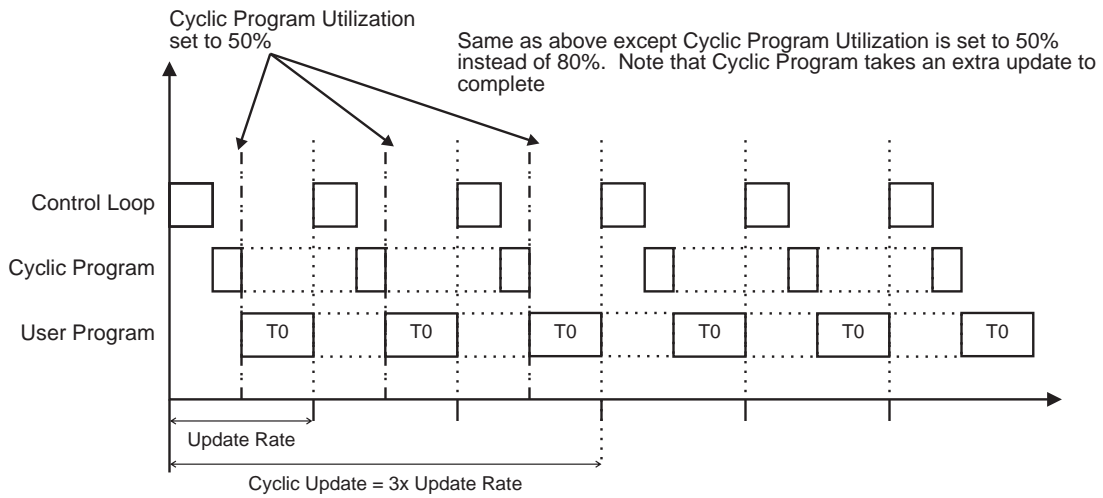 Cyclic Program Utilization
set to 50%
Same as above except Cyclic Program Utilization is set to 50%
instead of 80%.  Note that Cyclic Program takes an extra update to
complete
Control Loop
Cyclic Program
User Program
T0
T0
T0
T0
T0
T0
Update Rate
Cyclic Update = 3x Update Rate